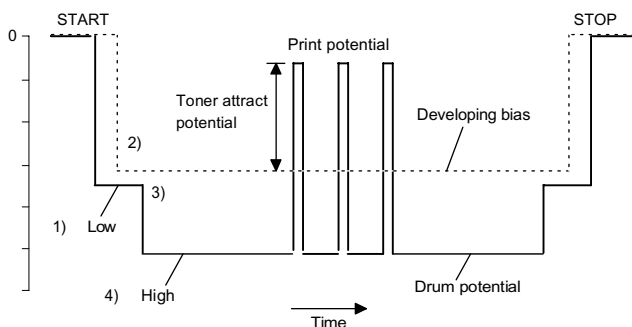 START
STOP
0
Print potential
Toner attract
potential
Developing bias
2)
3)
1)
Low
4)
High
Drum potential
Time